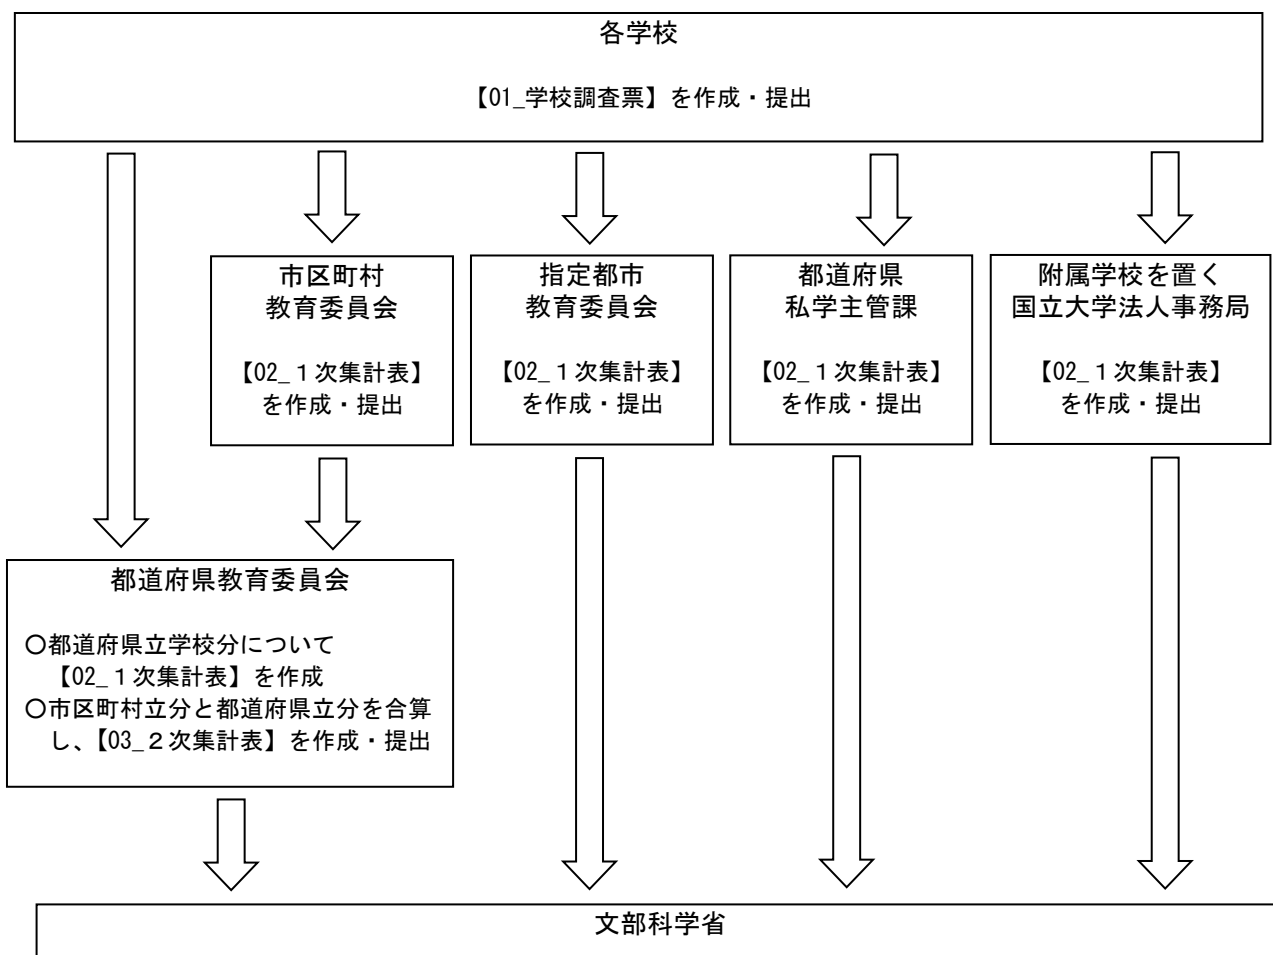 各学校
【01_学校調査票】を作成・提出
市区町村
教育委員会
【02_１次集計表】
を作成・提出
指定都市
教育委員会
【02_１次集計表】
を作成・提出
都道府県
私学主管課
【02_１次集計表】
を作成・提出
附属学校を置く
国立大学法人事務局
【02_１次集計表】
を作成・提出
都道府県教育委員会
〇都道府県立学校分について
【02_１次集計表】を作成
〇市区町村立分と都道府県立分を合算
し、【03_２次集計表】を作成・提出
文部科学省